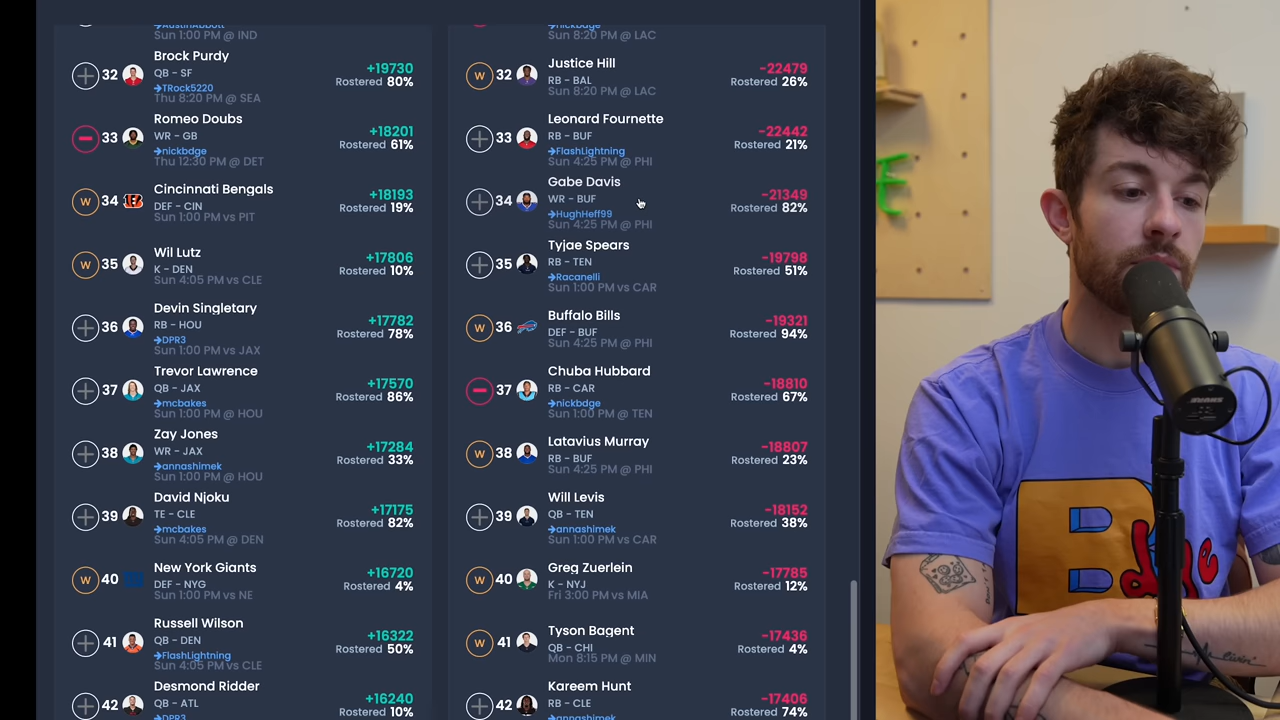 AustinAbbott
Sun 1:00 PM @ IND
32
Brock Purdy
QB - SF
TRock5220
Thu 8:20 PM @ SEA
+19730
Rostered 80%
33
Romeo Doubs
WR - GB
nickbdge
Thu 12:30 PM @ DET
+18201
Rostered 61%
W 34
Cincinnati Bengals
DEF - CIN
Sun 1:00 PM vs PIT
+18193
Rostered 19%
W 35
Wil Lutz
K - DEN
Sun 4:05 PM vs CLE
+17806
Rostered 10%
36
Devin Singletary
RB - HOU
DPR3
Sun 1:00 PM vs JAX
+17782
Rostered 78%
37
Trevor Lawrence
QB - JAX
mcbakes
Sun 1:00 PM @ HOU
+17570
Rostered 86%
38
Zay Jones
WR - JAX
annashimek
Sun 1:00 PM @ HOU
+17284
Rostered 33%
39
David Njoku
TE - CLE
mcbakes
Sun 4:05 PM @ DEN
+17175
Rostered 82%
W 40
New York Giants
DEF - NYG
Sun 1:00 PM vs NE
+16720
Rostered 4%
41
Russell Wilson
QB - DEN
FlashLightning
Sun 4:05 PM vs CLE
+16322
Rostered 50%
42
Desmond Ridder
QB - ATL
DPR3
+16240
Rostered 10%
nickbdge
Sun 8:20 PM @ LAC
W 32
Justice Hill
RB - BAL
Sun 8:20 PM @ LAC
-22479
Rostered 26%
33
Leonard Fournette
RB - BUF
FlashLightning
Sun 4:25 PM @ PHI
-22442
Rostered 21%
34
Gabe Davis
WR - BUF
HughHeff99
Sun 4:25 PM @ PHI
-21349
Rostered 82%
35
Tyjae Spears
RB - TEN
Racanelli
Sun 1:00 PM vs CAR
-19798
Rostered 51%
W 36
Buffalo Bills
DEF - BUF
Sun 4:25 PM @ PHI
-19321
Rostered 94%
37
Chuba Hubbard
RB - CAR
nickbdge
Sun 1:00 PM @ TEN
-18810
Rostered 67%
W 38
Latavius Murray
RB - BUF
Sun 4:25 PM @ PHI
-18807
Rostered 23%
39
Will Levis
QB - TEN
annashimek
Sun 1:00 PM vs CAR
-18152
Rostered 38%
W 40
Greg Zuerlein
K - NYJ
Fri 3:00 PM vs MIA
-17785
Rostered 12%
W 41
Tyson Bagent
QB - CHI
Mon 8:15 PM @ MIN
-17436
Rostered 4%
42
Kareem Hunt
RB - CLE
annashimek
-17406
Rostered 74%